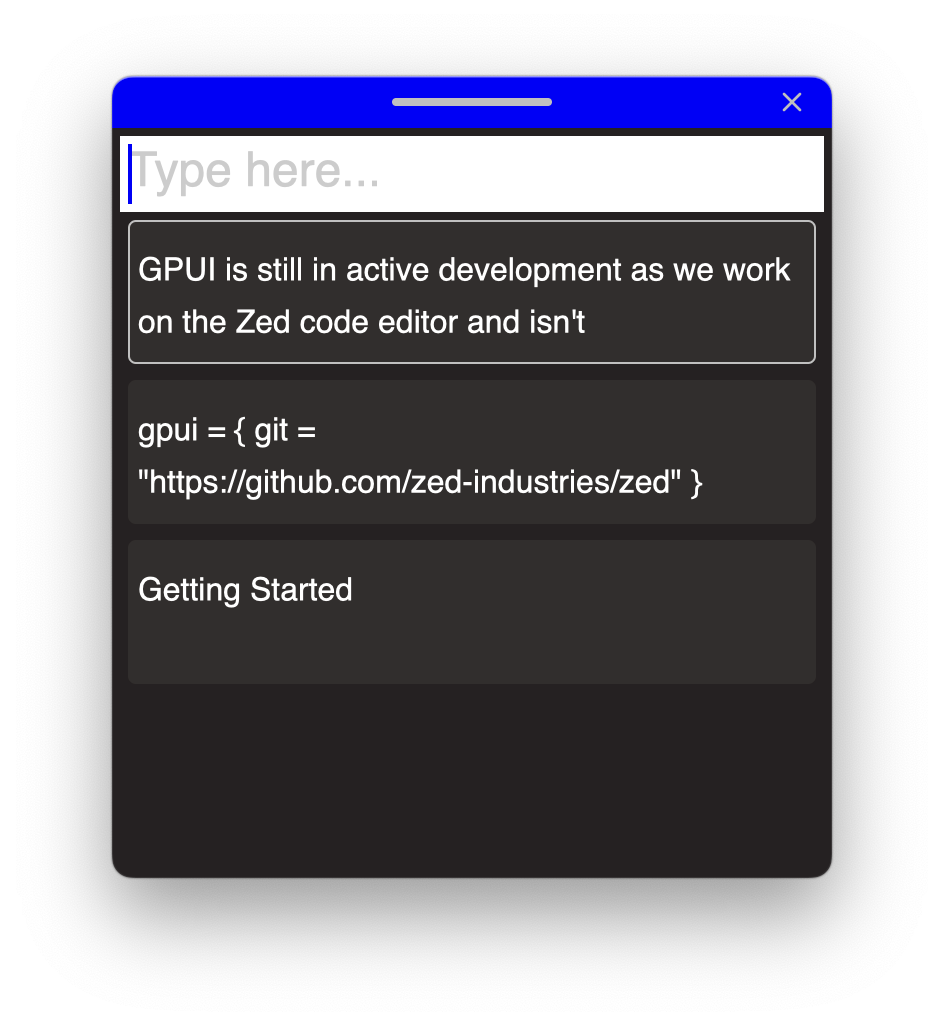 Type here...
GPUI is still in active development as we work
on the Zed code editor and isn't
gpui = { git =
"https://github.com/zed-industries/zed" }
Getting Started